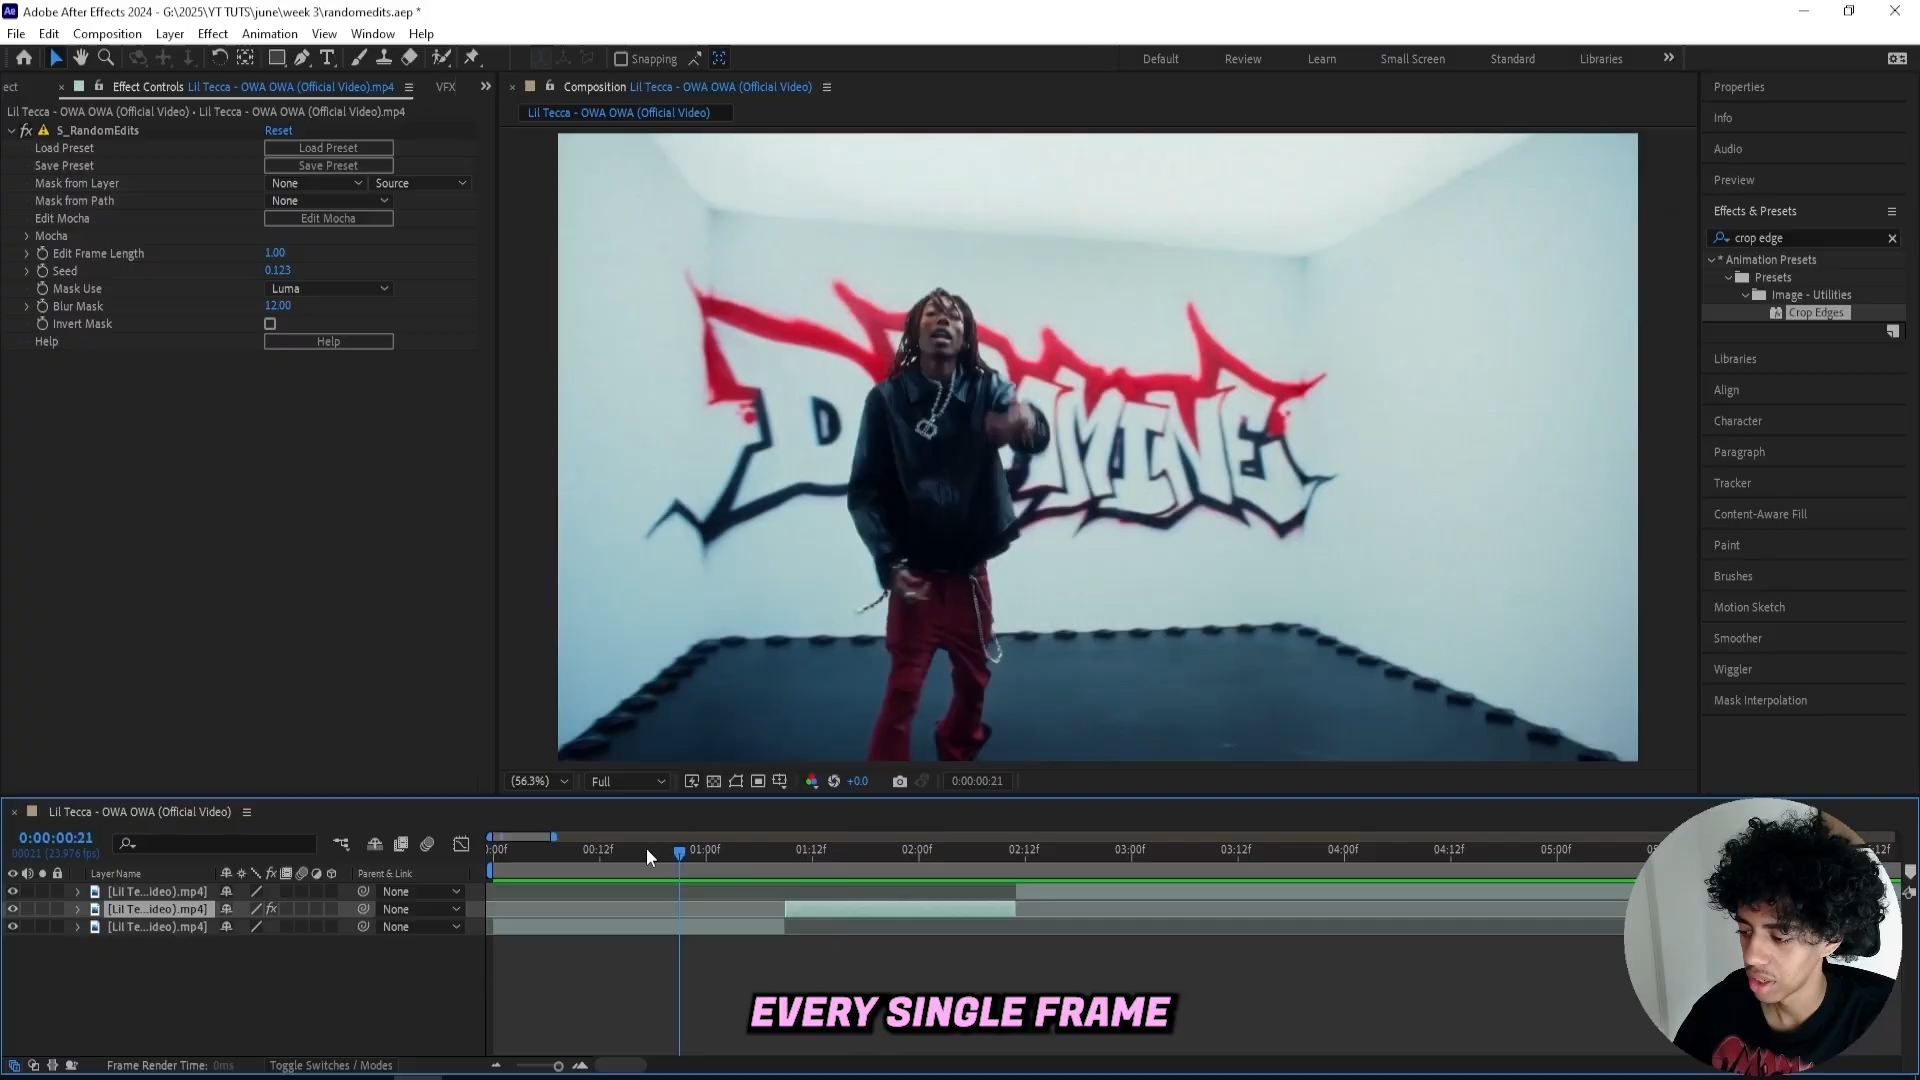 Adobe After Effects 2024 - G:\2025\YT TUTS\june\week 3\randomedits.aep *
File Edit Composition Layer Effect Animation View Window Help
Snapping
Default Review Learn Small Screen Standard Libraries
ect Effect Controls Lil Tecca - OWA OWA (Official Video).mp4 VFX
Lil Tecca - OWA OWA (Official Video) • Lil Tecca - OWA OWA (Official Video).mp4
fx S_RandomEdits Reset
Load Preset Load Preset
Save Preset Save Preset
Mask from Layer None Source
Mask from Path None
Edit Mocha Edit Mocha
Mocha
Edit Frame Length 1.00
Seed 0.123
Mask Use Luma
Blur Mask 12.00
Invert Mask
Help Help
Composition Lil Tecca - OWA OWA (Official Video)
Lil Tecca - OWA OWA (Official Video)
(56.3%) Full +0.0 0:00:00:21
Properties
Info
Audio
Preview
Effects & Presets
crop edge
* Animation Presets
Presets
Image - Utilities
Crop Edges
Libraries
Align
Character
Paragraph
Tracker
Content-Aware Fill
Paint
Brushes
Motion Sketch
Smoother
Wiggler
Mask Interpolation
Lil Tecca - OWA OWA (Official Video)
0:00:00:21
00021 (23.976 fps)
:00f 00:12f 01:00f 01:12f 02:00f 02:12f 03:00f 03:12f 04:00f 04:12f 05:00f
Layer Name fx Parent & Link
[Lil Te...ideo).mp4] None
[Lil Te...ideo).mp4] fx None
[Lil Te...ideo).mp4] None
EVERY SINGLE FRAME
Frame Render Time: 0ms Toggle Switches / Modes